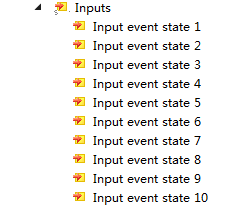 Inputs
Input event state 1
Input event state 2
Input event state 3
Input event state 4
Input event state 5
Input event state 6
Input event state 7
Input event state 8
Input event state 9
Input event state 10